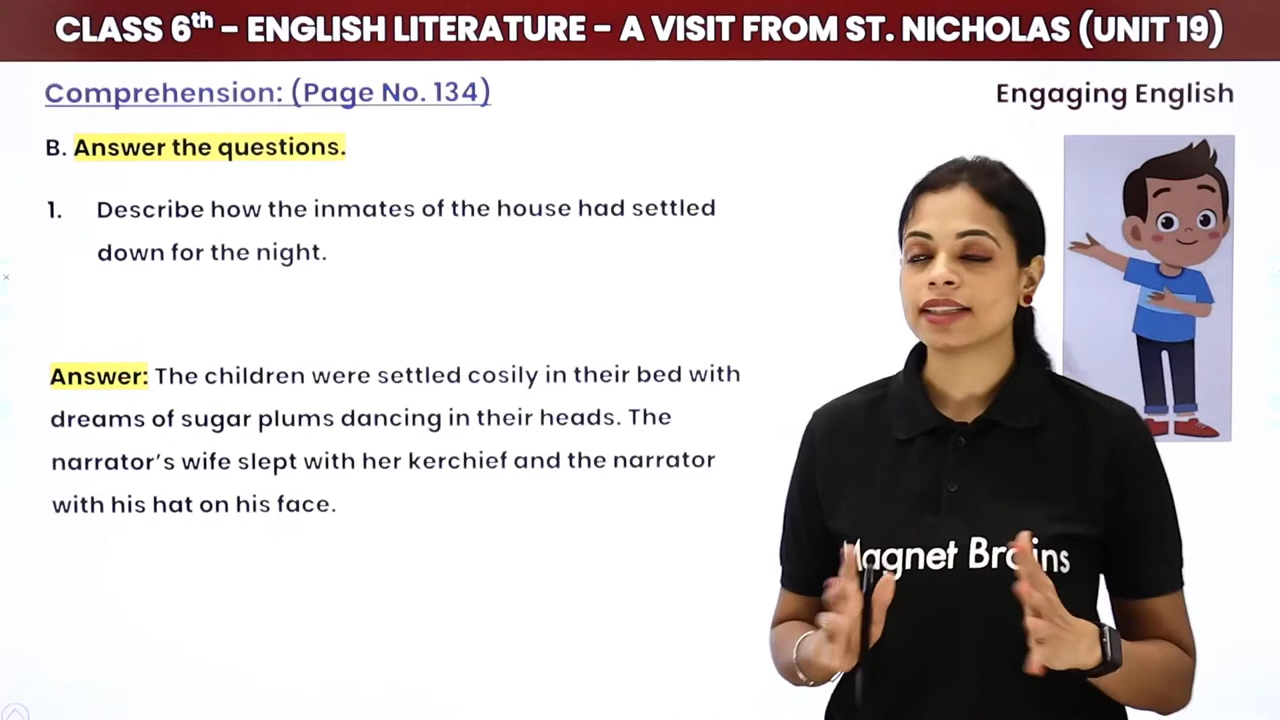 CLASS 6th – ENGLISH LITERATURE – A VISIT FROM ST. NICHOLAS (UNIT 19)
Comprehension: (Page No. 134)
Engaging English
B. Answer the questions.
1. Describe how the inmates of the house had settled
down for the night.
Answer: The children were settled cosily in their bed with
dreams of sugar plums dancing in their heads. The
narrator's wife slept with her kerchief and the narrator
with his hat on his face.
Magnet Brains